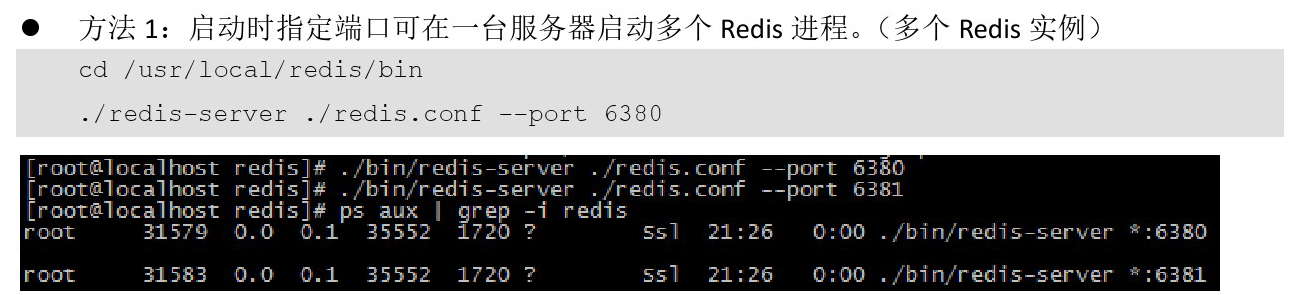 ● 方法 1：启动时指定端口可在一台服务器启动多个 Redis 进程。（多个 Redis 实例）
cd /usr/local/redis/bin
./redis-server ./redis.conf --port 6380
[root@localhost redis]# ./bin/redis-server ./redis.conf --port 6380
[root@localhost redis]# ./bin/redis-server ./redis.conf --port 6381
[root@localhost redis]# ps aux | grep -i redis
root 31579 0.0 0.1 35552 1720 ? Ssl 21:26 0:00 ./bin/redis-server *:6380
root 31583 0.0 0.1 35552 1720 ? Ssl 21:26 0:00 ./bin/redis-server *:6381